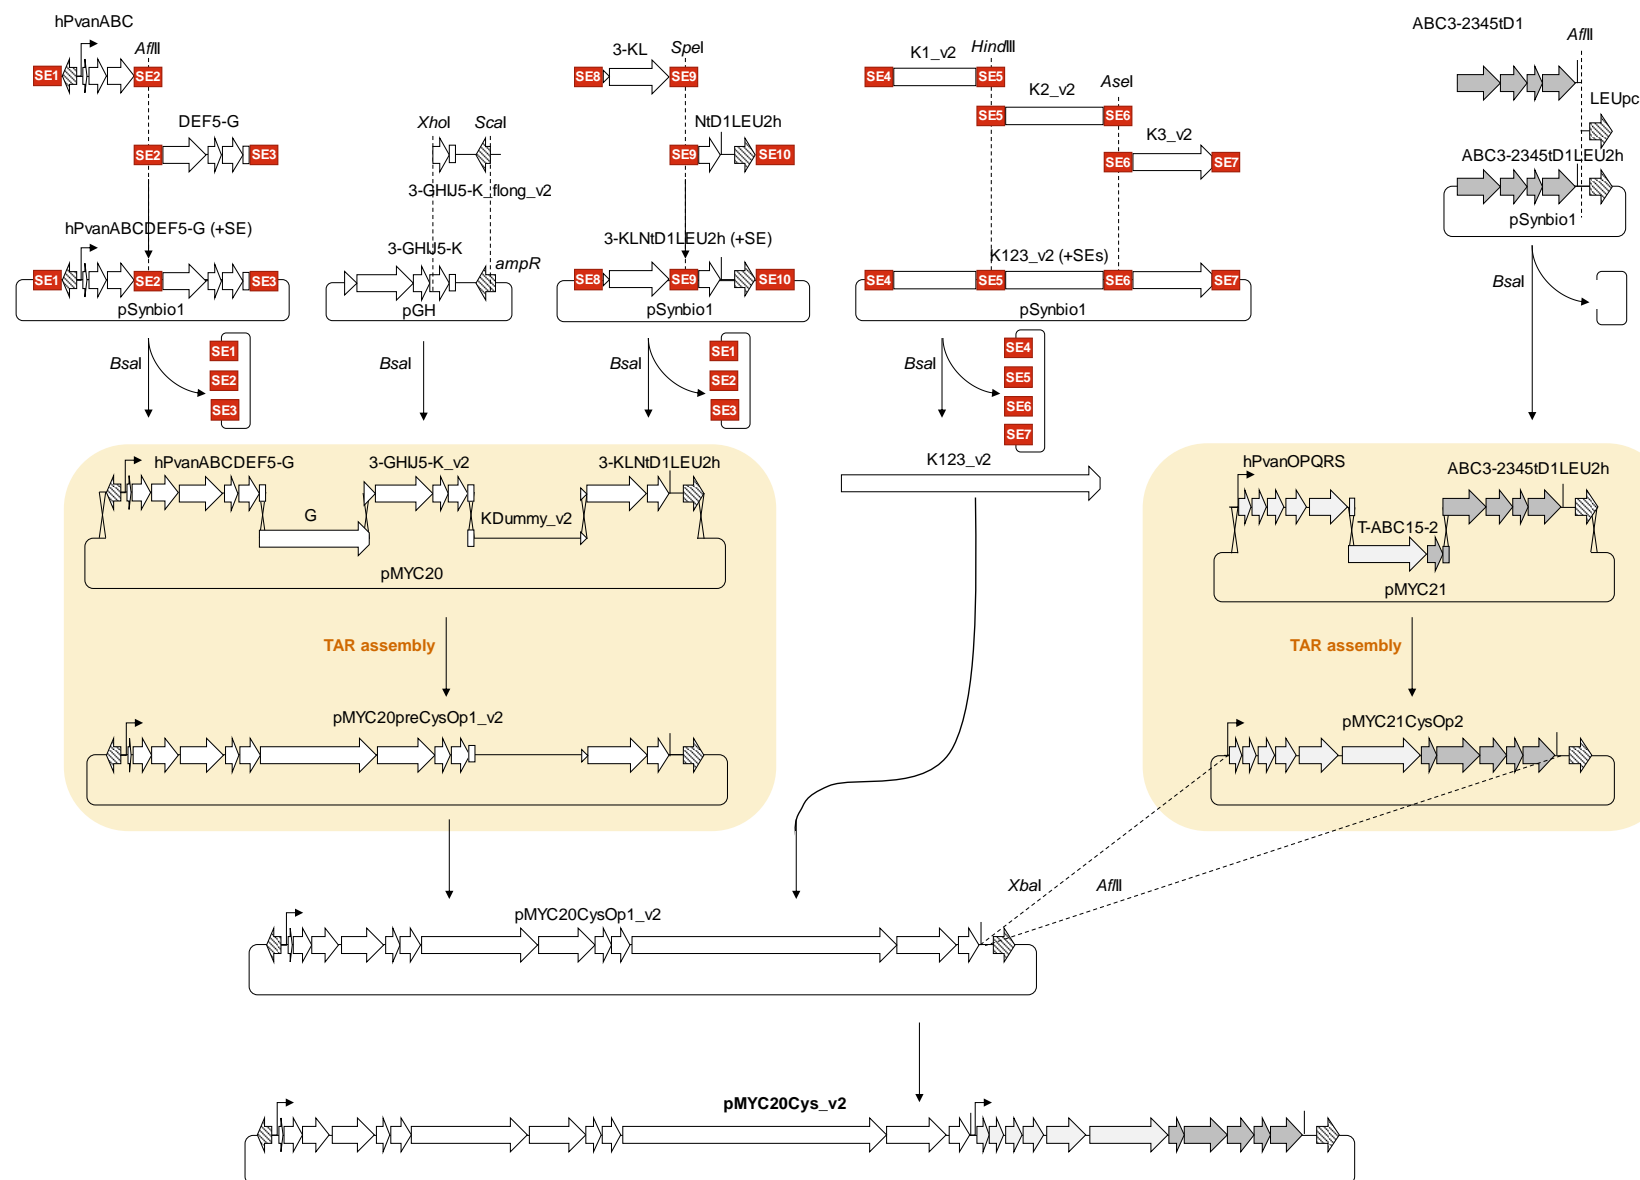 hPvanABC
AflII
SE1
SE2
DEF5-G
SE2
SE3
hPvanABCDEF5-G (+SE)
SE1
SE2
SE3
pSynbio1
BsaI
SE1
SE2
SE3
XhoI
ScaI
3-GHIJ5-K_flong_v2
3-GHIJ5-K
ampR
pGH
BsaI
3-KL
SpeI
SE8
SE9
NtD1LEU2h
SE9
SE10
3-KLNtD1LEU2h (+SE)
SE8
SE9
SE10
pSynbio1
BsaI
SE1
SE2
SE3
K1_v2
HindIII
SE4
SE5
K2_v2
AseI
SE5
SE6
K3_v2
SE6
SE7
K123_v2 (+SEs)
SE4
SE5
SE6
SE7
pSynbio1
BsaI
SE4
SE5
SE6
SE7
K123_v2
ABC3-2345tD1
AflII
LEUpc
ABC3-2345tD1LEU2h
pSynbio1
BsaI
hPvanABCDEF5-G
3-GHIJ5-K_v2
3-KLNtD1LEU2h
G
KDummy_v2
pMYC20
TAR assembly
pMYC20preCysOp1_v2
hPvanOPQRS
ABC3-2345tD1LEU2h
T-ABC15-2
pMYC21
TAR assembly
pMYC21CysOp2
XbaI
AflII
pMYC20CysOp1_v2
pMYC20Cys_v2